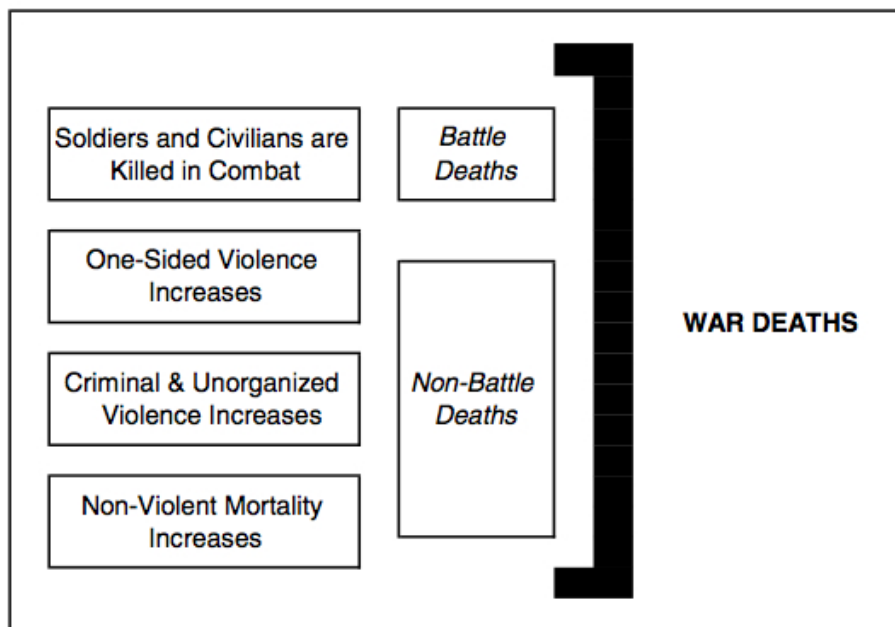 Soldiers and Civilians are
Killed in Combat
Battle
Deaths
One-Sided Violence
Increases
Criminal & Unorganized
Violence Increases
Non-Battle
Deaths
Non-Violent Mortality
Increases
WAR DEATHS